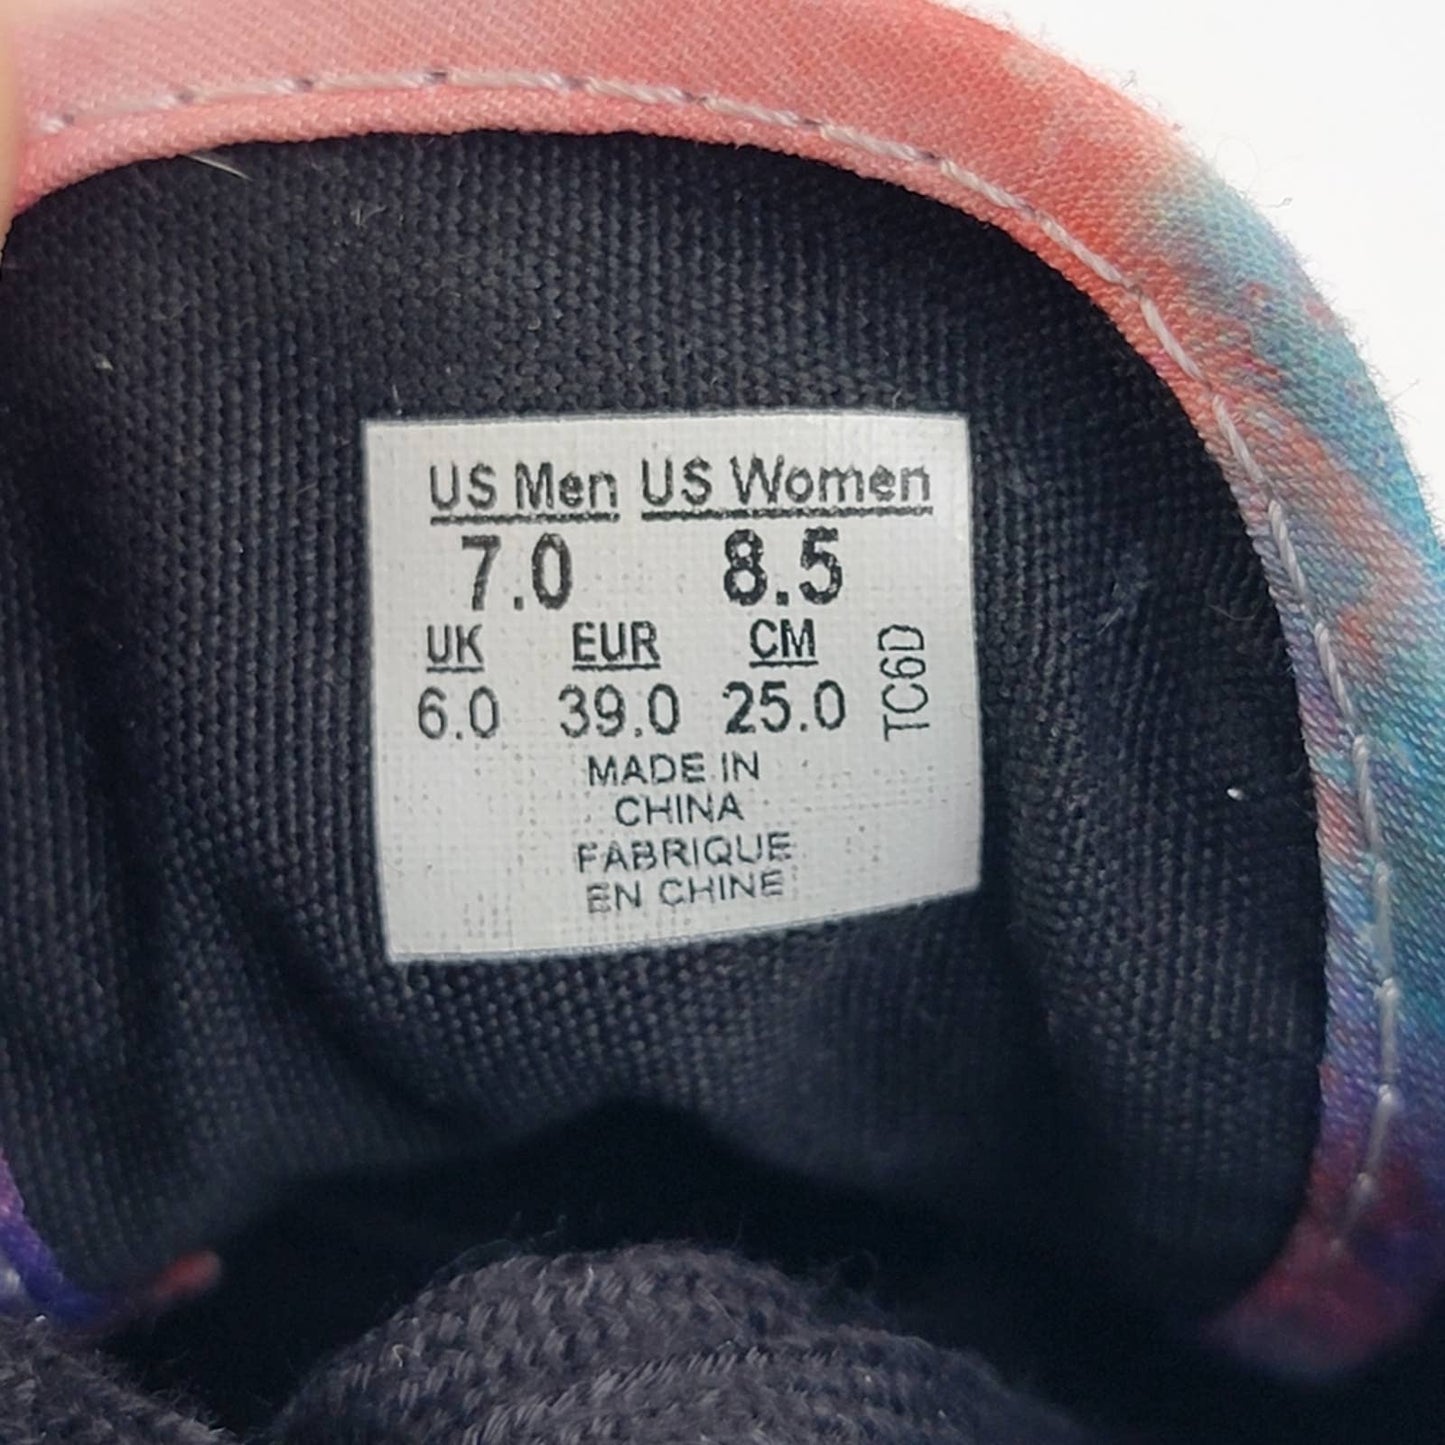 US Men US Women
7.0 8.5
UK EUR CM
6.0 39.0 25.0
TC6D
MADE IN
CHINA
FABRIQUE
EN CHINE